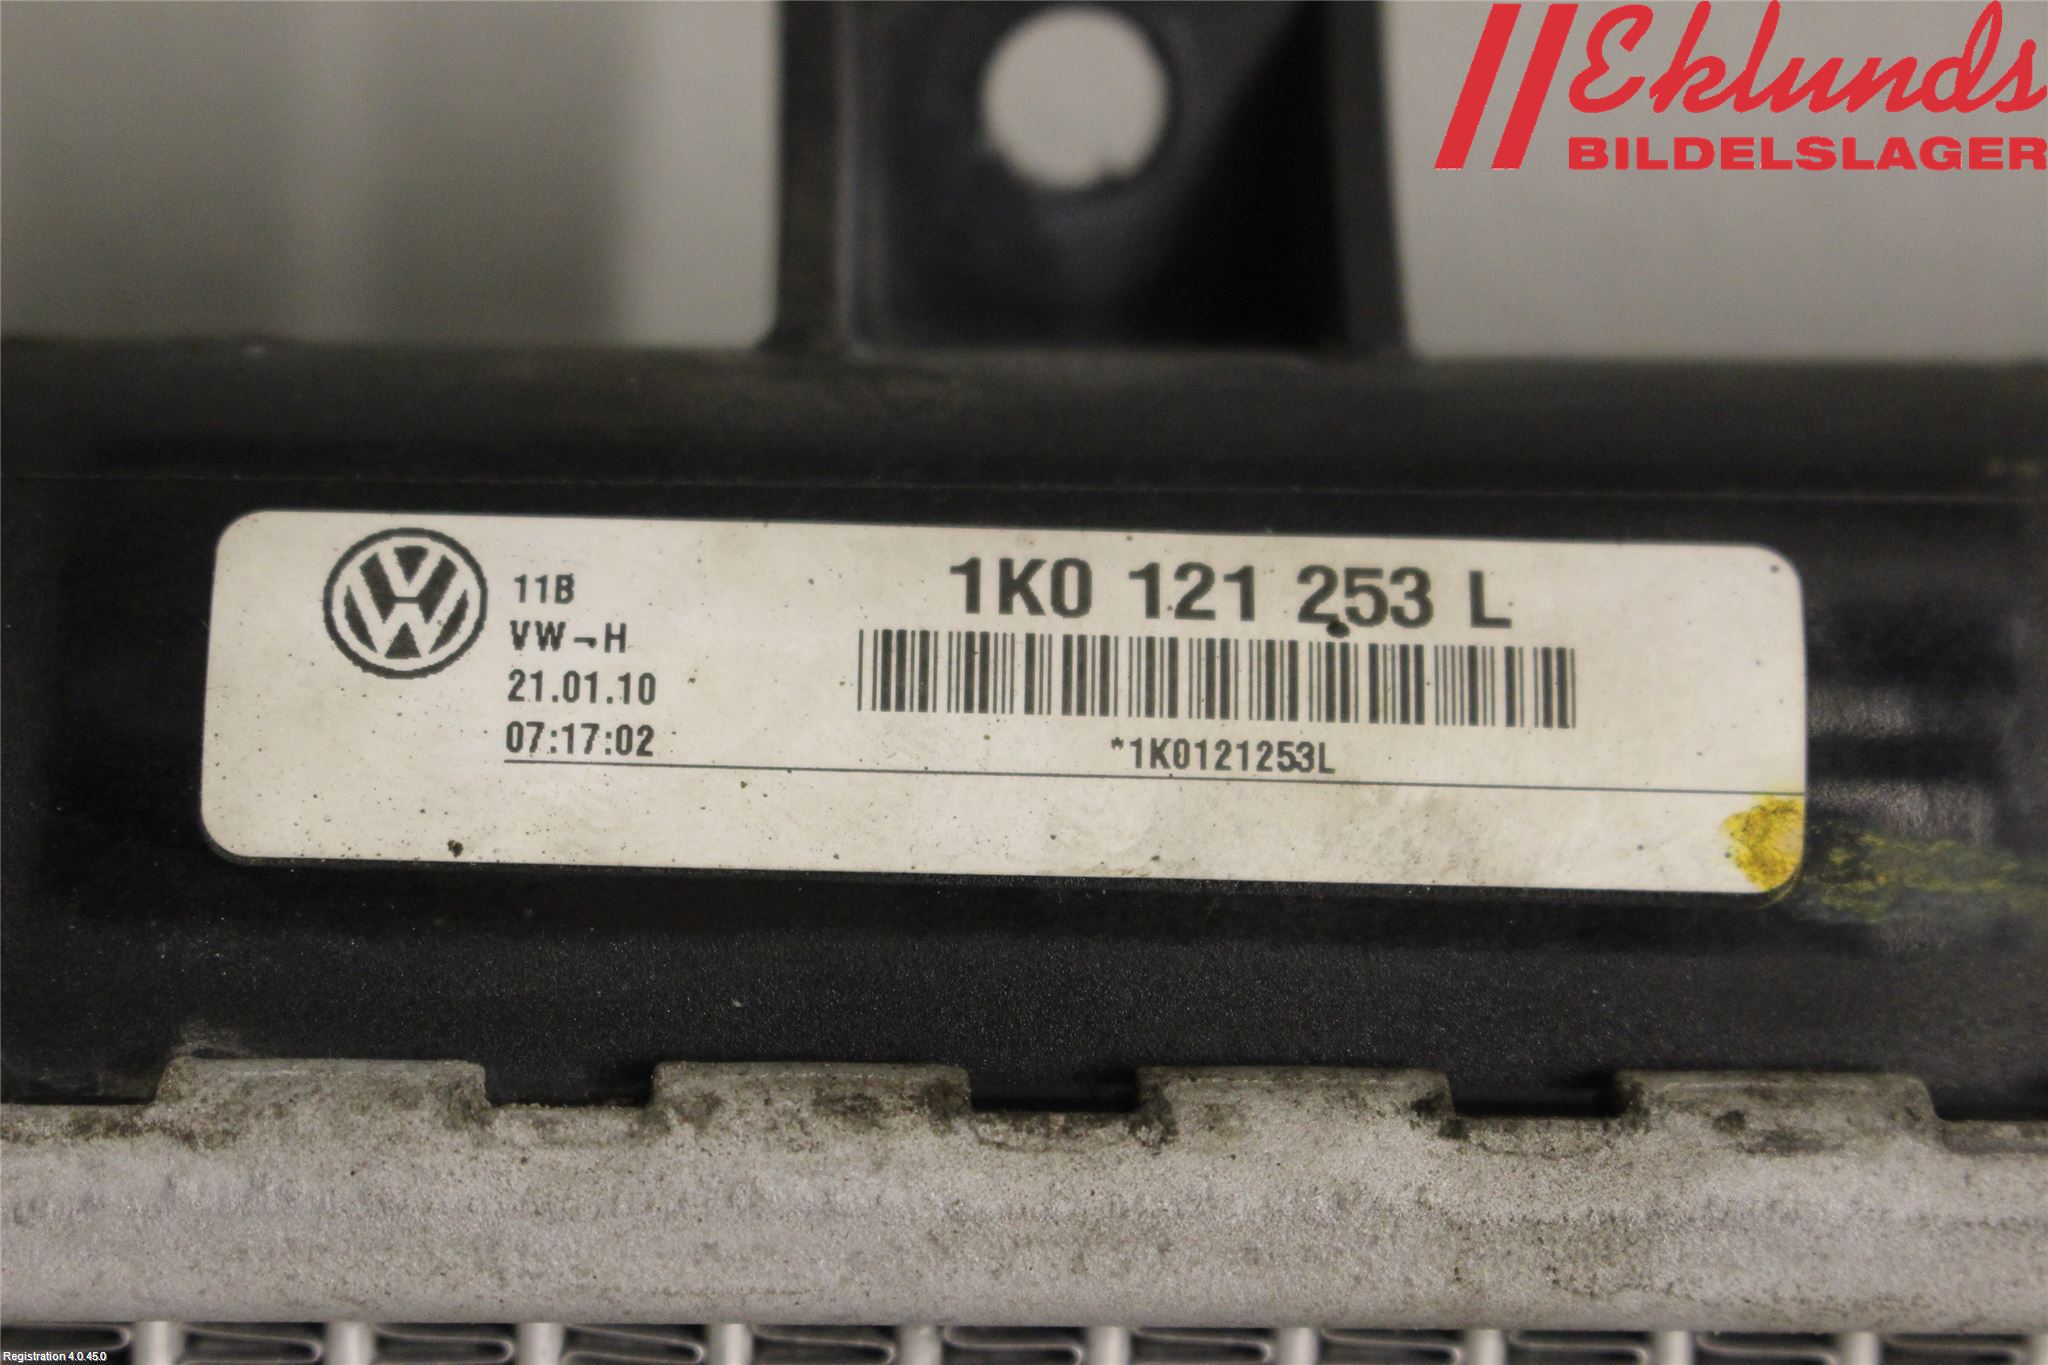 Eklunds
BILDELSLAGER
1K0 121 253 L
11B
VW¬H
21.01.10
07:17:02
*1K0121253L
Registration 4.0.45.0